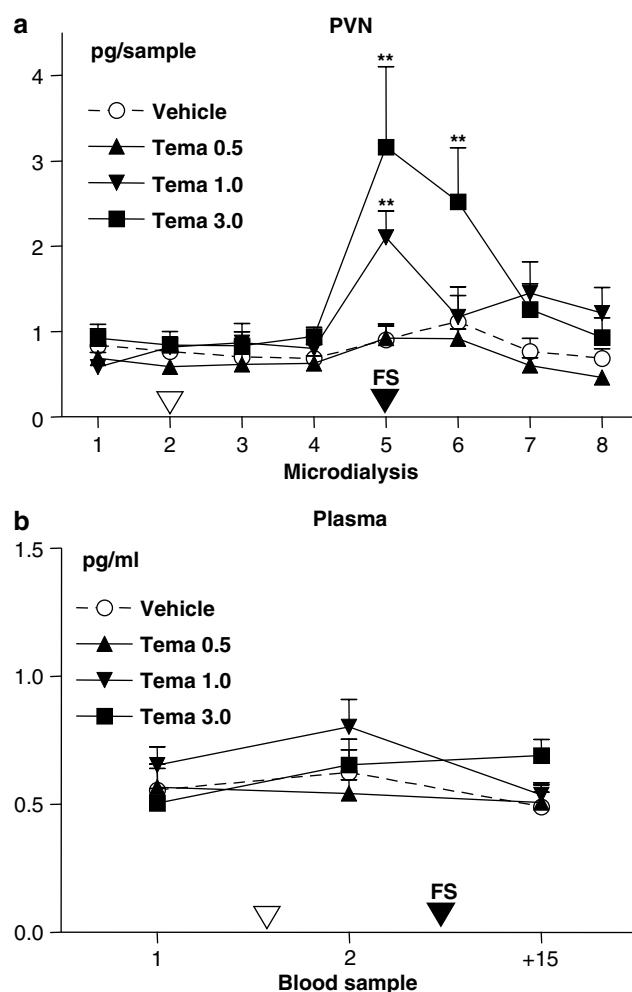 a
PVN
pg/sample
Vehicle
Tema 0.5
Tema 1.0
Tema 3.0
4
3
2
1
0
**
**
**
FS
1 2 3 4 5 6 7 8
Microdialysis
b
Plasma
pg/ml
Vehicle
Tema 0.5
Tema 1.0
Tema 3.0
1.5
1.0
0.5
0.0
FS
1 2 +15
Blood sample